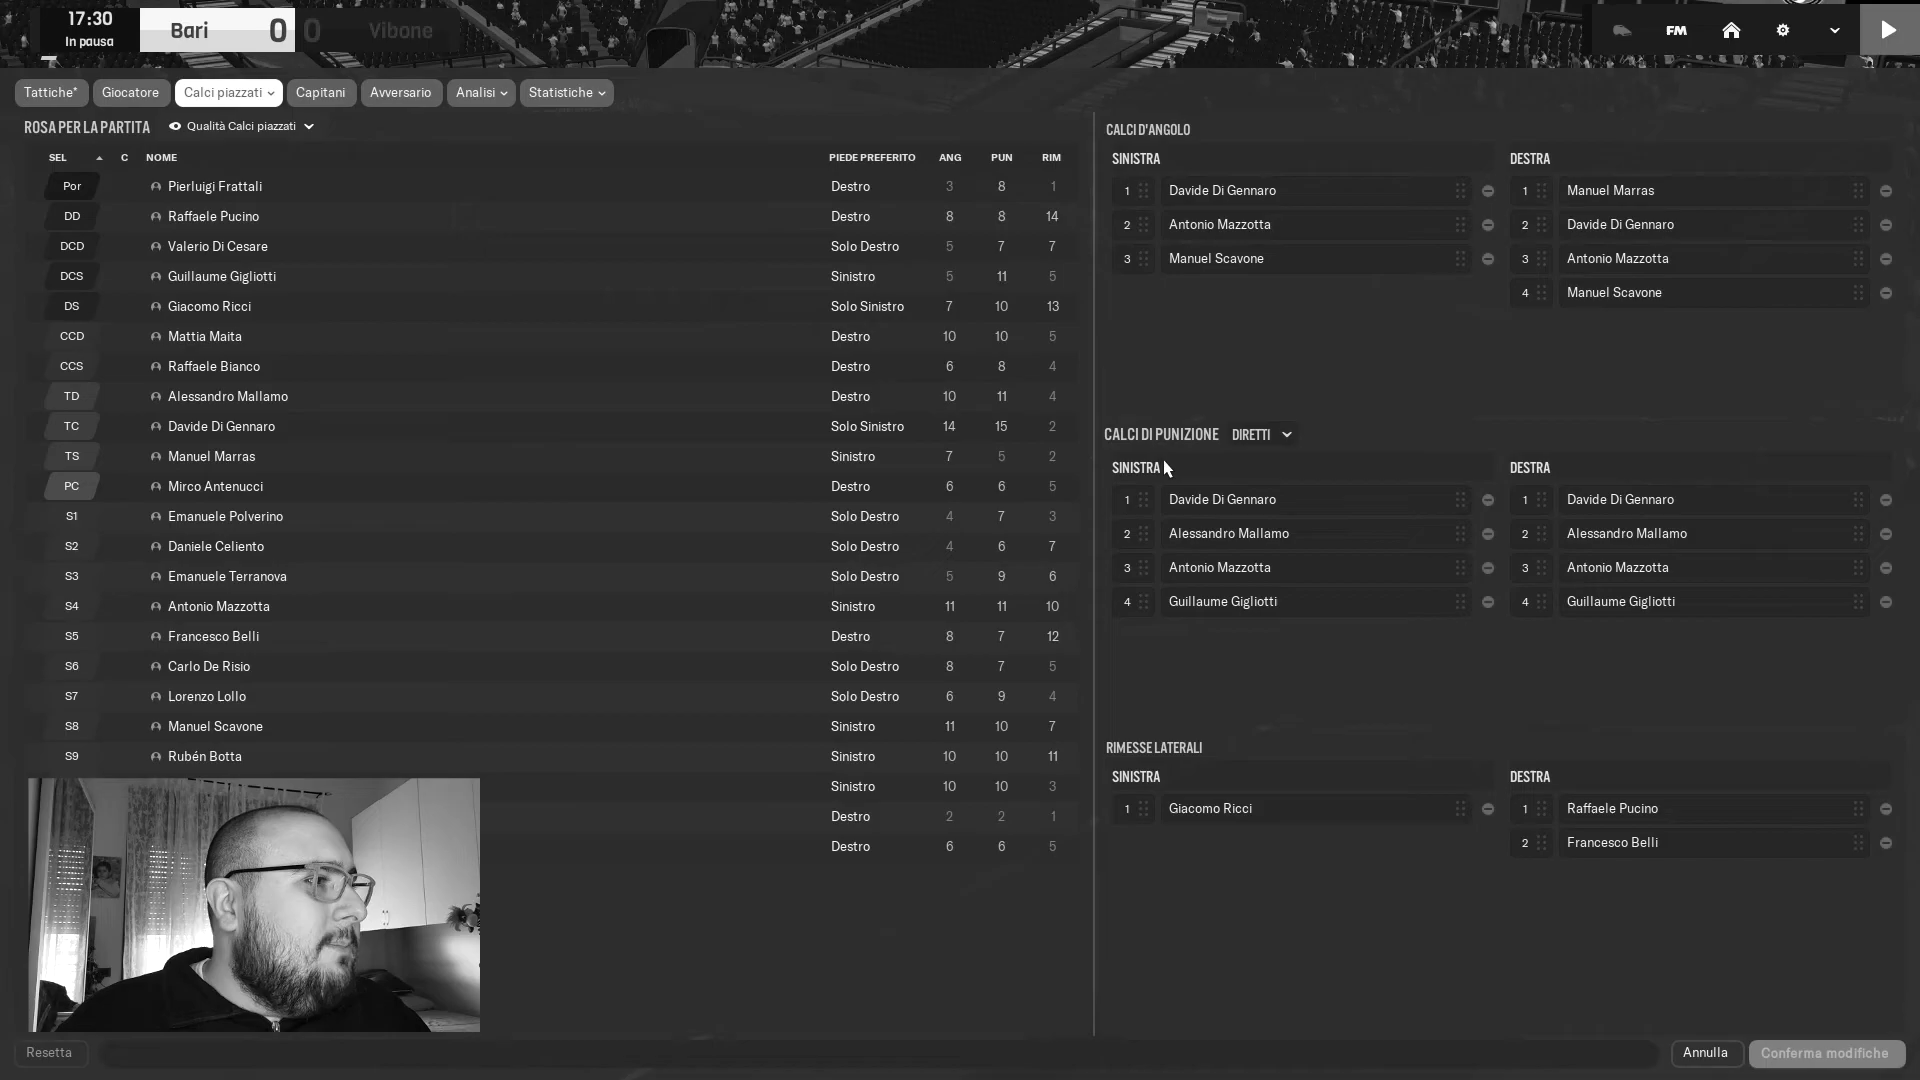 17:30
In pausa
Bari 0 0 Vibone
FM
Tattiche* Giocatore Calci piazzati Capitani Avversario Analisi Statistiche
ROSA PER LA PARTITA Qualità Calci piazzati
SEL C NOME PIEDE PREFERITO ANG PUN RIM
Por Pierluigi Frattali Destro 3 8 1
DD Raffaele Pucino Destro 8 8 14
DCD Valerio Di Cesare Solo Destro 5 7 7
DCS Guillaume Gigliotti Sinistro 5 11 5
DS Giacomo Ricci Solo Sinistro 7 10 13
CCD Mattia Maita Destro 10 10 5
CCS Raffaele Bianco Destro 6 8 4
TD Alessandro Mallamo Destro 10 11 4
TC Davide Di Gennaro Solo Sinistro 14 15 2
TS Manuel Marras Sinistro 7 5 2
PC Mirco Antenucci Destro 6 6 5
S1 Emanuele Polverino Solo Destro 4 7 3
S2 Daniele Celiento Solo Destro 4 6 7
S3 Emanuele Terranova Solo Destro 5 9 6
S4 Antonio Mazzotta Sinistro 11 11 10
S5 Francesco Belli Destro 8 7 12
S6 Carlo De Risio Solo Destro 8 7 5
S7 Lorenzo Lollo Solo Destro 6 9 4
S8 Manuel Scavone Sinistro 11 10 7
S9 Rubén Botta Sinistro 10 10 11
Sinistro 10 10 3
Destro 2 2 1
Destro 6 6 5
CALCI D'ANGOLO
SINISTRA DESTRA
1 Davide Di Gennaro 1 Manuel Marras
2 Antonio Mazzotta 2 Davide Di Gennaro
3 Manuel Scavone 3 Antonio Mazzotta
4 Manuel Scavone
CALCI DI PUNIZIONE DIRETTI
SINISTRA DESTRA
1 Davide Di Gennaro 1 Davide Di Gennaro
2 Alessandro Mallamo 2 Alessandro Mallamo
3 Antonio Mazzotta 3 Antonio Mazzotta
4 Guillaume Gigliotti 4 Guillaume Gigliotti
RIMESSE LATERALI
SINISTRA DESTRA
1 Giacomo Ricci 1 Raffaele Pucino
2 Francesco Belli
Resetta Annulla Conferma modifiche